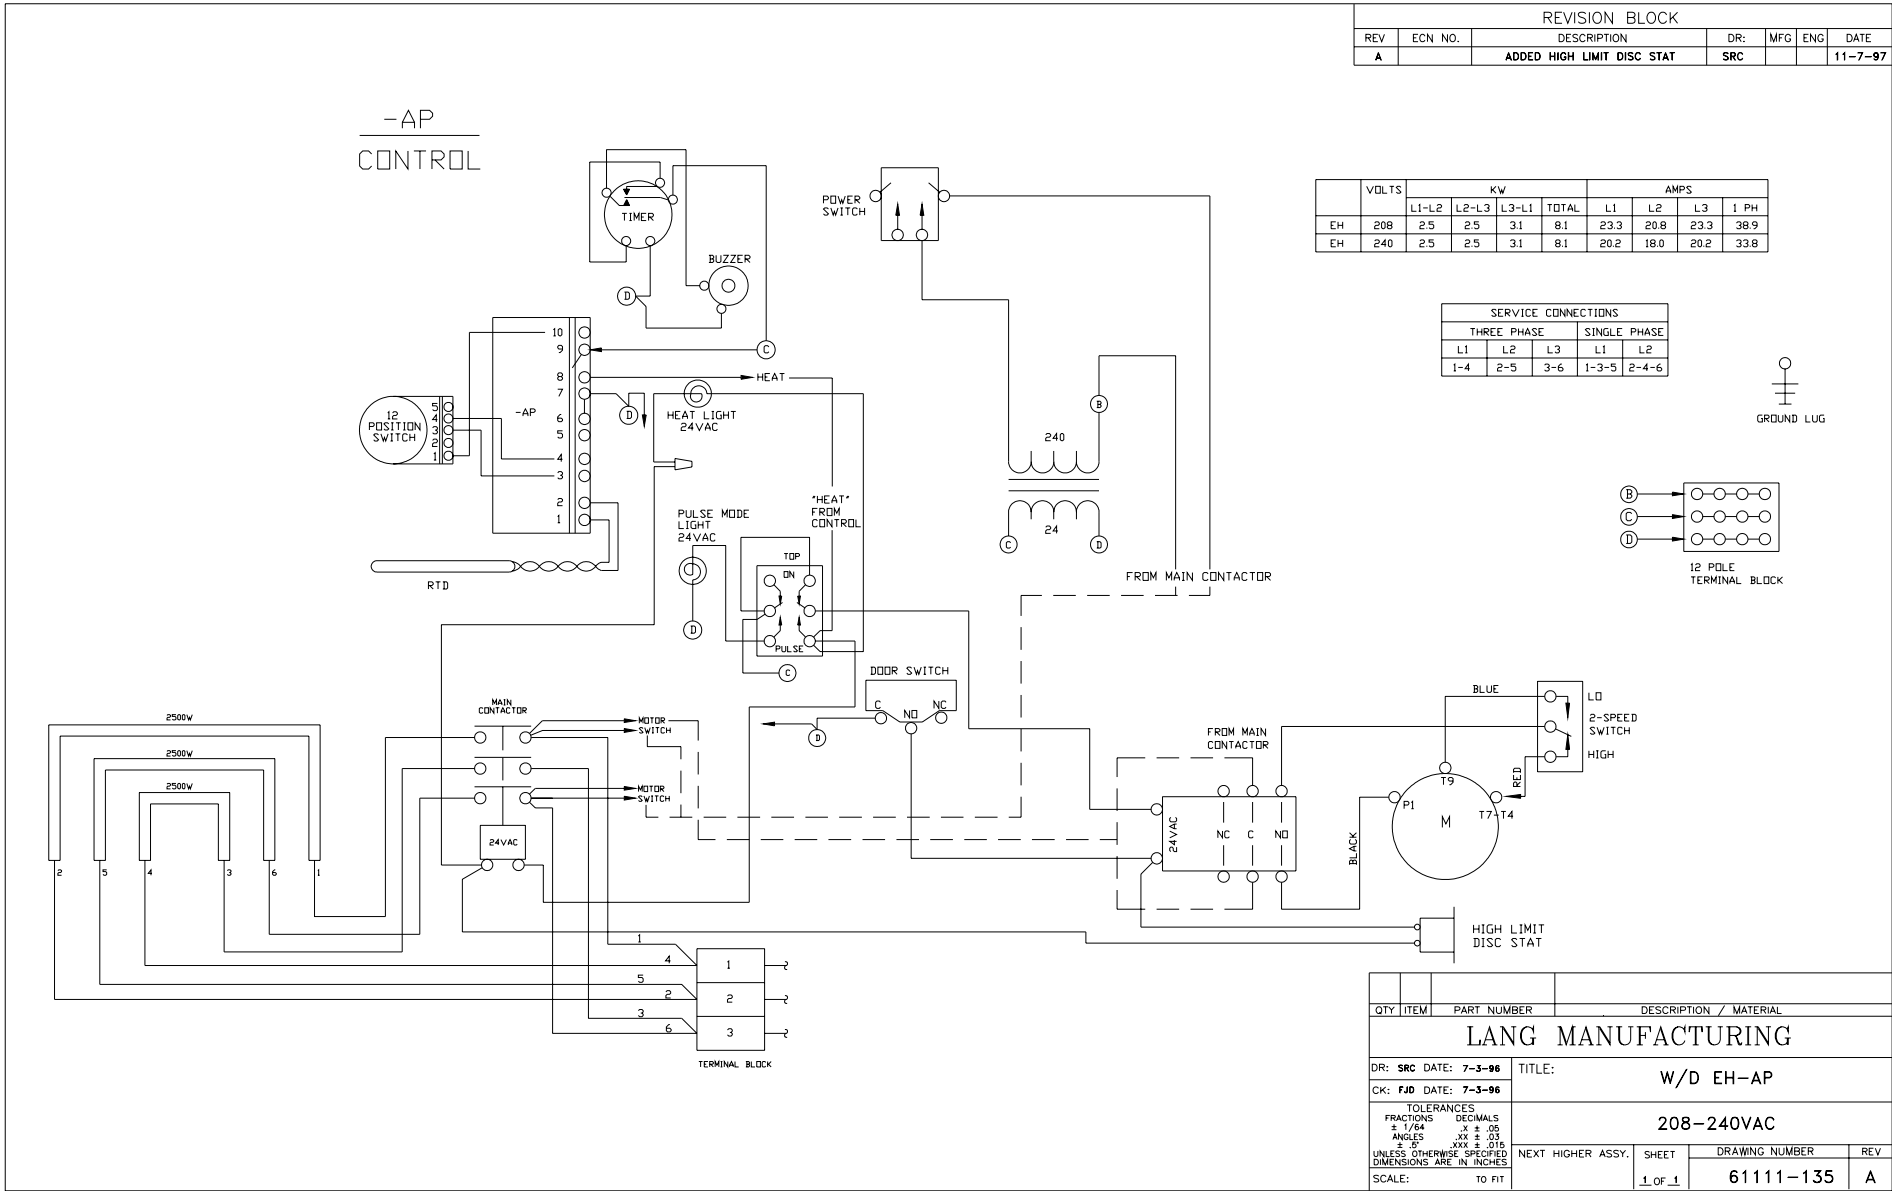 REVISION BLOCK
REV ECN NO. DESCRIPTION DR: MFG ENG DATE
A ADDED HIGH LIMIT DISC STAT SRC 11-7-97
-AP
CONTROL
TIMER
BUZZER
D
POWER
SWITCH
VOLTS KW AMPS
L1-L2 L2-L3 L3-L1 TOTAL L1 L2 L3 1 PH
EH 208 2.5 2.5 3.1 8.1 23.3 20.8 23.3 38.9
EH 240 2.5 2.5 3.1 8.1 20.2 18.0 20.2 33.8
SERVICE CONNECTIONS
THREE PHASE SINGLE PHASE
L1 L2 L3 L1 L2
1-4 2-5 3-6 1-3-5 2-4-6
GROUND LUG
10
9
8
7
6
5
4
3
2
1
-AP
C
HEAT
D
HEAT LIGHT
24VAC
12
POSITION
SWITCH
5
4
3
2
1
RTD
B
240
24
C D
FROM MAIN CONTACTOR
B
C
D
12 POLE
TERMINAL BLOCK
"HEAT"
FROM
CONTROL
PULSE MODE
LIGHT
24VAC
D
TOP
ON
PULSE
C
DOOR SWITCH
C NO NC
D
MAIN
CONTACTOR
MOTOR
SWITCH
MOTOR
SWITCH
24VAC
2500W
2500W
2500W
2 5 4 3 6 1
FROM MAIN
CONTACTOR
24VAC
NC C NO
BLUE
LO
2-SPEED
SWITCH
HIGH
RED
T9
P1
T7-T4
M
BLACK
HIGH LIMIT
DISC STAT
1
4
5
2
3
6
1
2
3
TERMINAL BLOCK
QTY ITEM PART NUMBER DESCRIPTION / MATERIAL
LANG MANUFACTURING
DR: SRC DATE: 7-3-96
CK: FJD DATE: 7-3-96
TITLE:
W/D EH-AP
208-240VAC
TOLERANCES
FRACTIONS DECIMALS
± 1/64 .X ± .05
ANGLES .XX ± .03
± .5° .XXX ± .015
UNLESS OTHERWISE SPECIFIED
DIMENSIONS ARE IN INCHES
SCALE: TO FIT
NEXT HIGHER ASSY.
SHEET
1 OF 1
DRAWING NUMBER
61111-135
REV
A